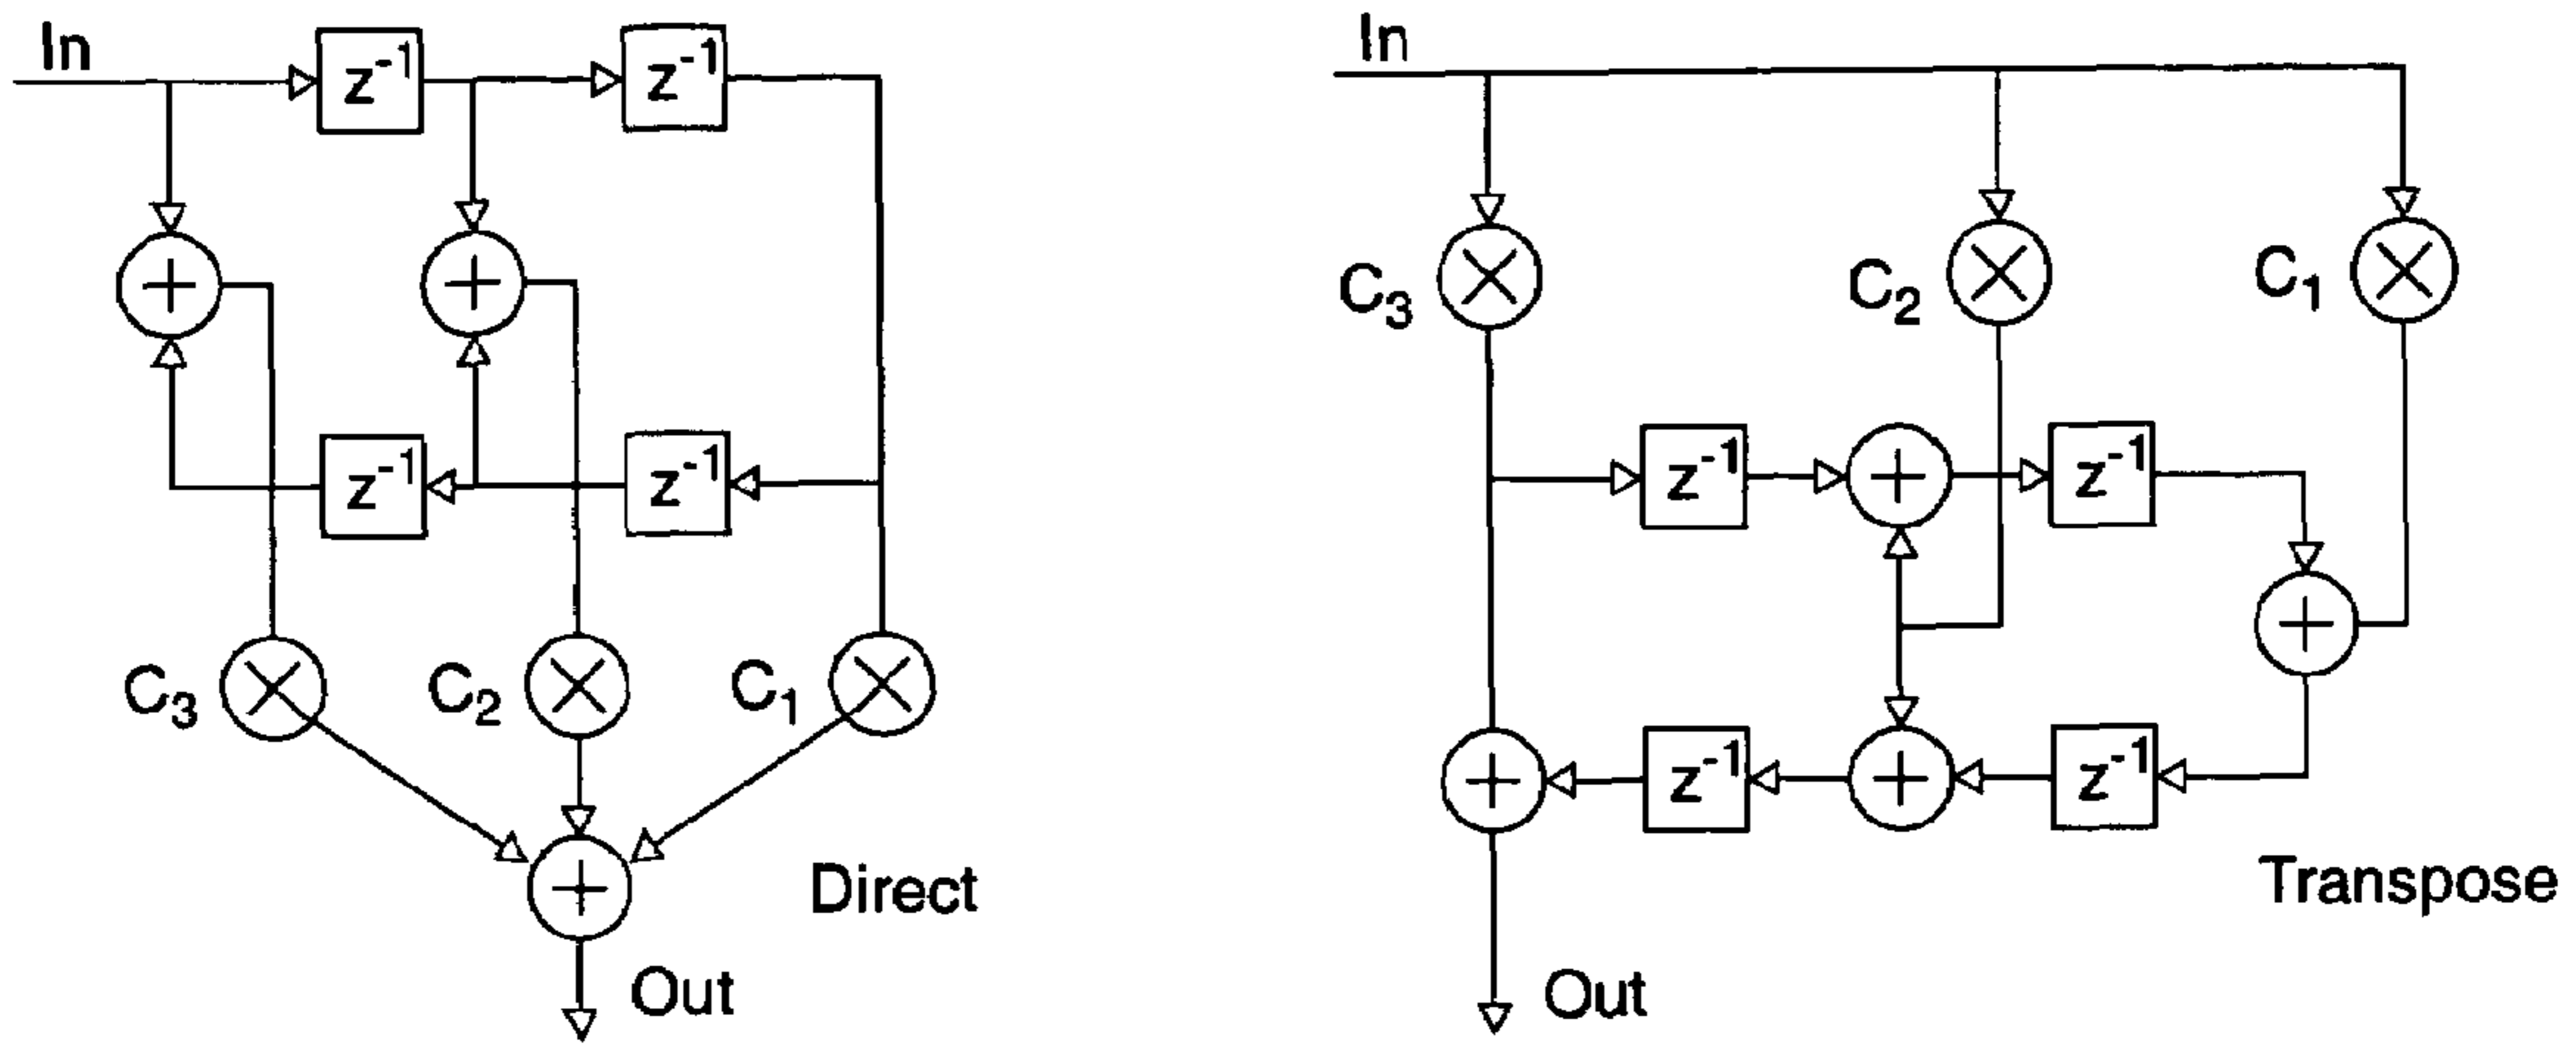 In
z⁻¹
z⁻¹
z⁻¹
z⁻¹
C₃
C₂
C₁
Direct
Out
In
C₃
C₂
C₁
z⁻¹
z⁻¹
z⁻¹
z⁻¹
Transpose
Out